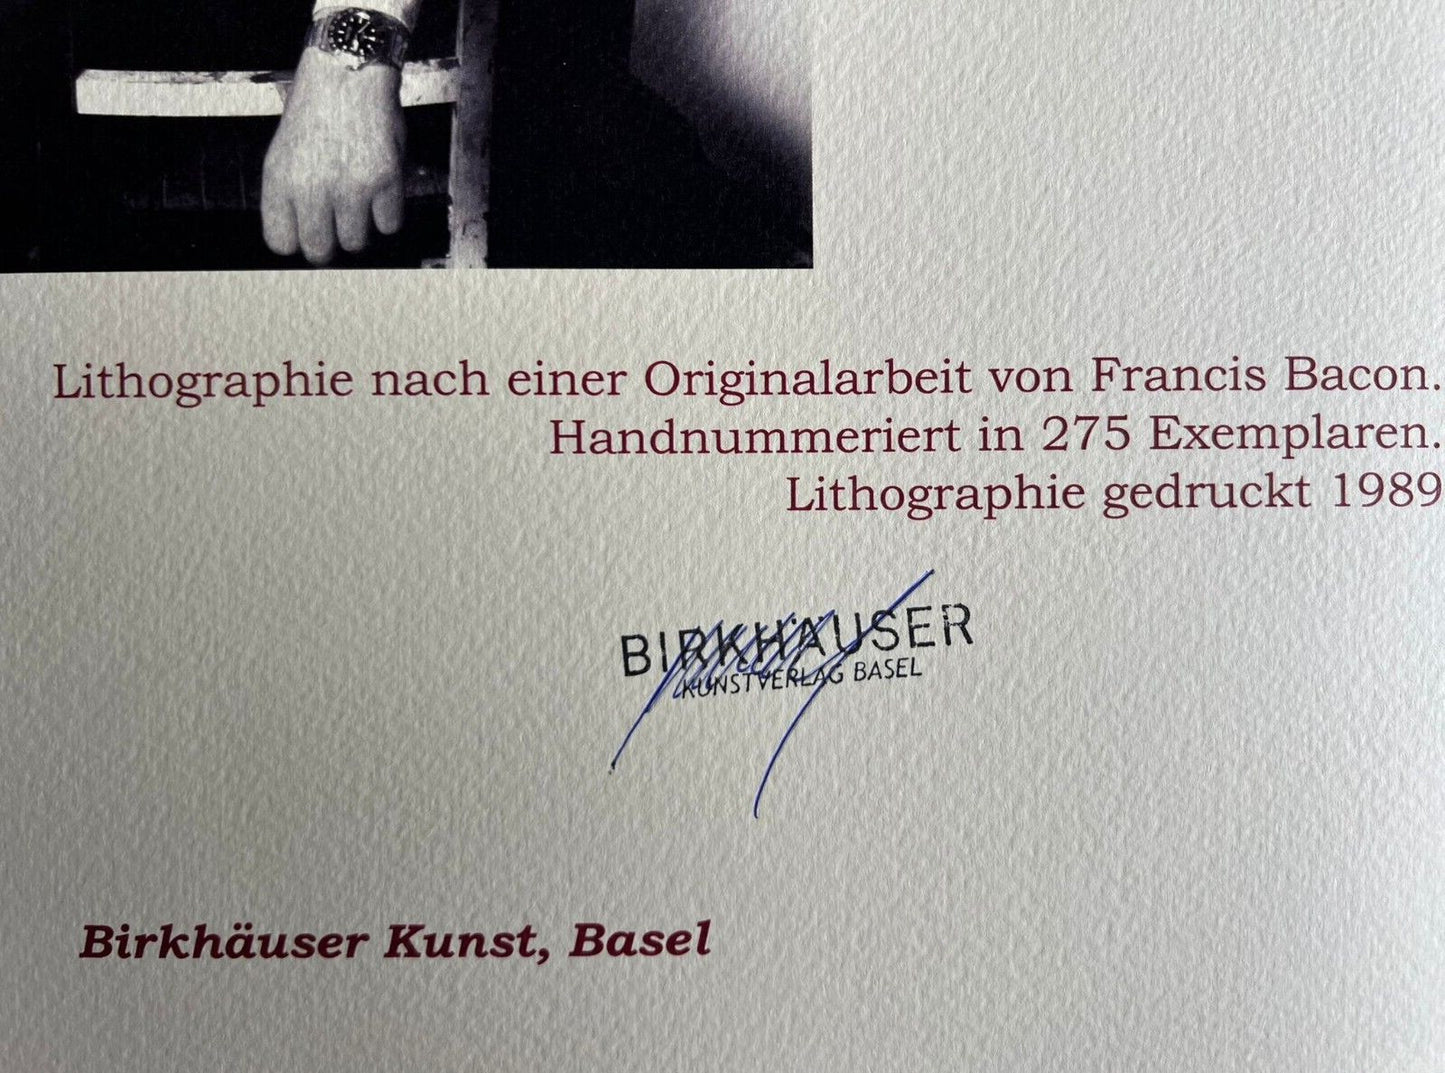 Lithographie nach einer Originalarbeit von Francis Bacon.
Handnummeriert in 275 Exemplaren.
Lithographie gedruckt 1989
BIRKHÄUSER
KUNSTVERLAG BASEL
Birkhäuser Kunst, Basel